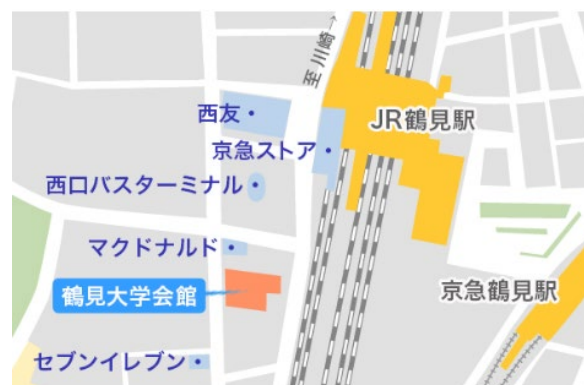 至 川崎→
西友
JR鶴見駅
京急ストア
西口バスターミナル
マクドナルド
鶴見大学会館
京急鶴見駅
セブンイレブン